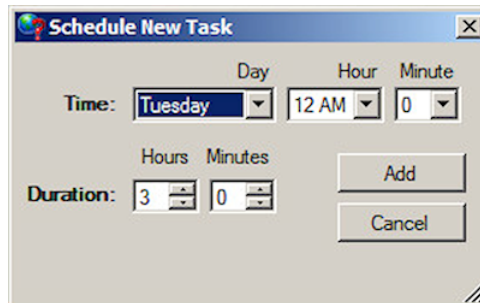 Schedule New Task
Day Hour Minute
Time: Tuesday 12 AM 0
Hours Minutes
Duration: 3 0
Add
Cancel